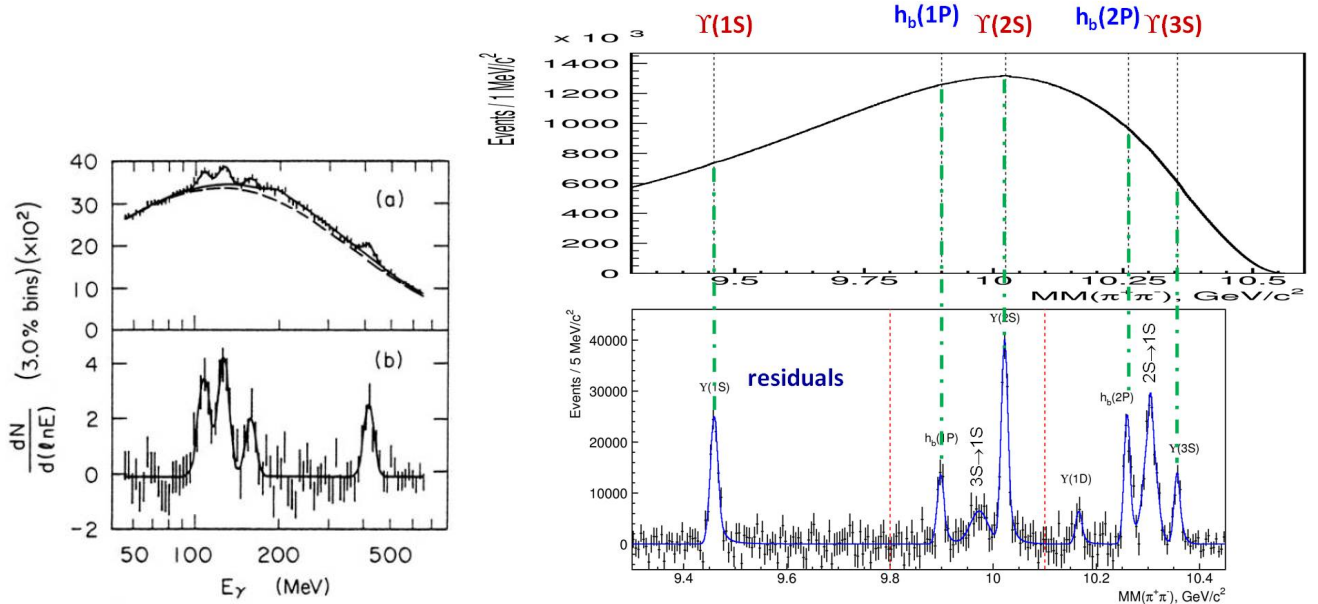 40
30
20
10
0
(a)
4
2
0
-2
(b)
dN
d(ℓnE)
(3.0% bins) (×10²)
50 100 200 500
Eγ (MeV)
ϒ(1S) h_b(1P) ϒ(2S) h_b(2P) ϒ(3S)
x 10³
1400
1200
1000
800
600
400
200
0
Events / 1 MeV/c²
9.5 9.75 10 10.25 10.5
MM(π⁺π⁻), GeV/c²
40000
30000
20000
10000
0
Events / 5 MeV/c²
residuals
ϒ(1S)
h_b(1P)
3S→1S
ϒ(2S)
ϒ(1D)
h_b(2P)
2S→1S
ϒ(3S)
9.4 9.6 9.8 10 10.2 10.4
MM(π⁺π⁻), GeV/c²